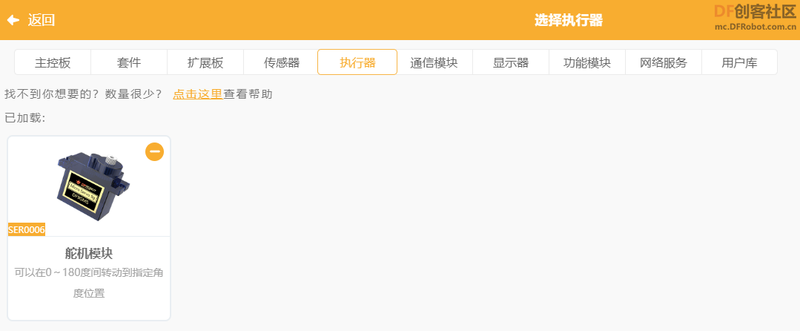 返回
选择执行器
DF创客社区
mc.DFRobot.com.cn
主控板
套件
扩展板
传感器
执行器
通信模块
显示器
功能模块
网络服务
用户库
找不到你想要的？数量很少？ 点击这里查看帮助
已加载:
SER0006
舵机模块
可以在0～180度间转动到指定角
度位置